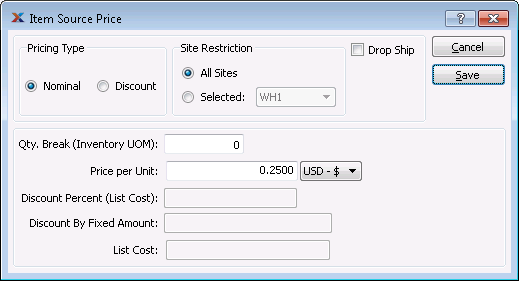 Item Source Price
Pricing Type
Nominal
Discount
Site Restriction
All Sites
Selected:
WH1
Drop Ship
Cancel
Save
Qty. Break (Inventory UOM):
0
Price per Unit:
0.2500
USD - $
Discount Percent (List Cost):
Discount By Fixed Amount:
List Cost: